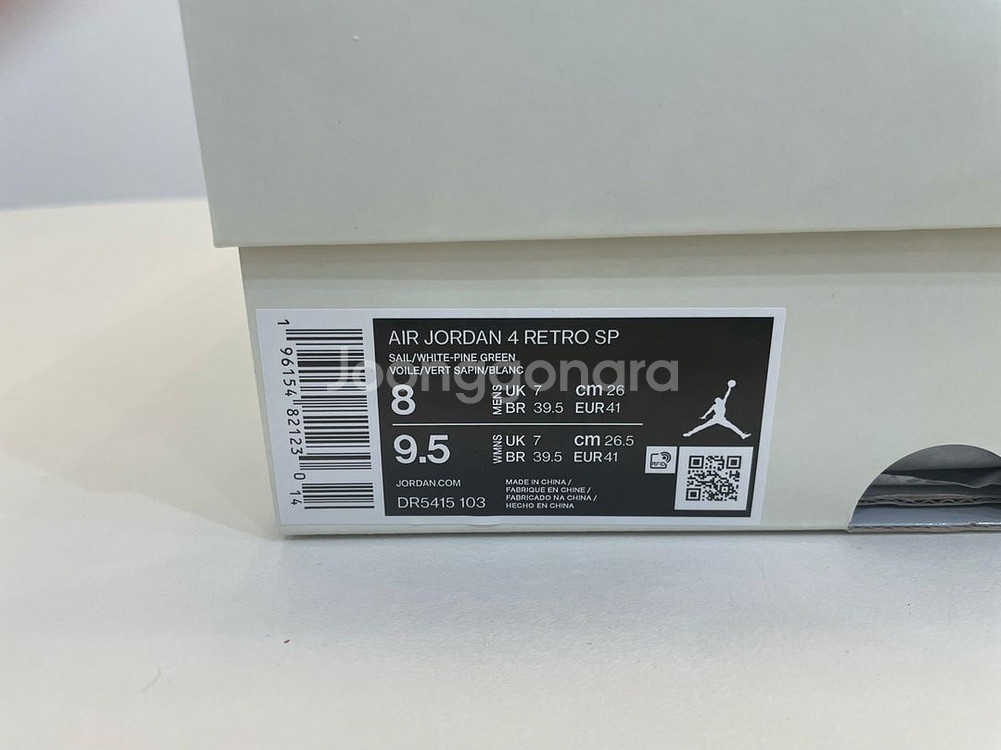 AIR JORDAN 4 RETRO SP
SAIL/WHITE-PINE GREEN
VOILE/VERT SAPIN/BLANC
8 MENS UK 7 cm 26
BR 39.5 EUR 41
9.5 WMNS UK 7 cm 26.5
BR 39.5 EUR 41
JORDAN.COM
DR5415 103
MADE IN CHINA /
FABRIQUE EN CHINE /
FABRICADO NA CHINA /
HECHO EN CHINA
RFID
1 96154 82123 0 14
Joonggonara